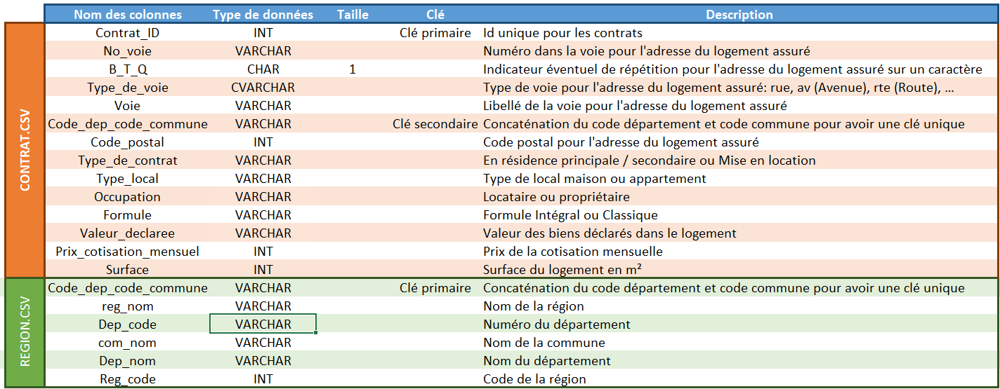 Nom des colonnes Type de données Taille Clé Description
CONTRAT.CSV
Contrat_ID INT Clé primaire Id unique pour les contrats
No_voie VARCHAR Numéro dans la voie pour l'adresse du logement assuré
B_T_Q CHAR 1 Indicateur éventuel de répétition pour l'adresse du logement assuré sur un caractère
Type_de_voie CVARCHAR Type de voie pour l'adresse du logement assuré: rue, av (Avenue), rte (Route), ...
Voie VARCHAR Libellé de la voie pour l'adresse du logement assuré
Code_dep_code_commune VARCHAR Clé secondaire Concaténation du code département et code commune pour avoir une clé unique
Code_postal INT Code postal pour l'adresse du logement assuré
Type_de_contrat VARCHAR En résidence principale / secondaire ou Mise en location
Type_local VARCHAR Type de local maison ou appartement
Occupation VARCHAR Locataire ou propriétaire
Formule VARCHAR Formule Intégral ou Classique
Valeur_declaree VARCHAR Valeur des biens déclarés dans le logement
Prix_cotisation_mensuel INT Prix de la cotisation mensuelle
Surface INT Surface du logement en m²
REGION.CSV
Code_dep_code_commune VARCHAR Clé primaire Concaténation du code département et code commune pour avoir une clé unique
reg_nom VARCHAR Nom de la région
Dep_code VARCHAR Numéro du département
com_nom VARCHAR Nom de la commune
Dep_nom VARCHAR Nom du département
Reg_code INT Code de la région